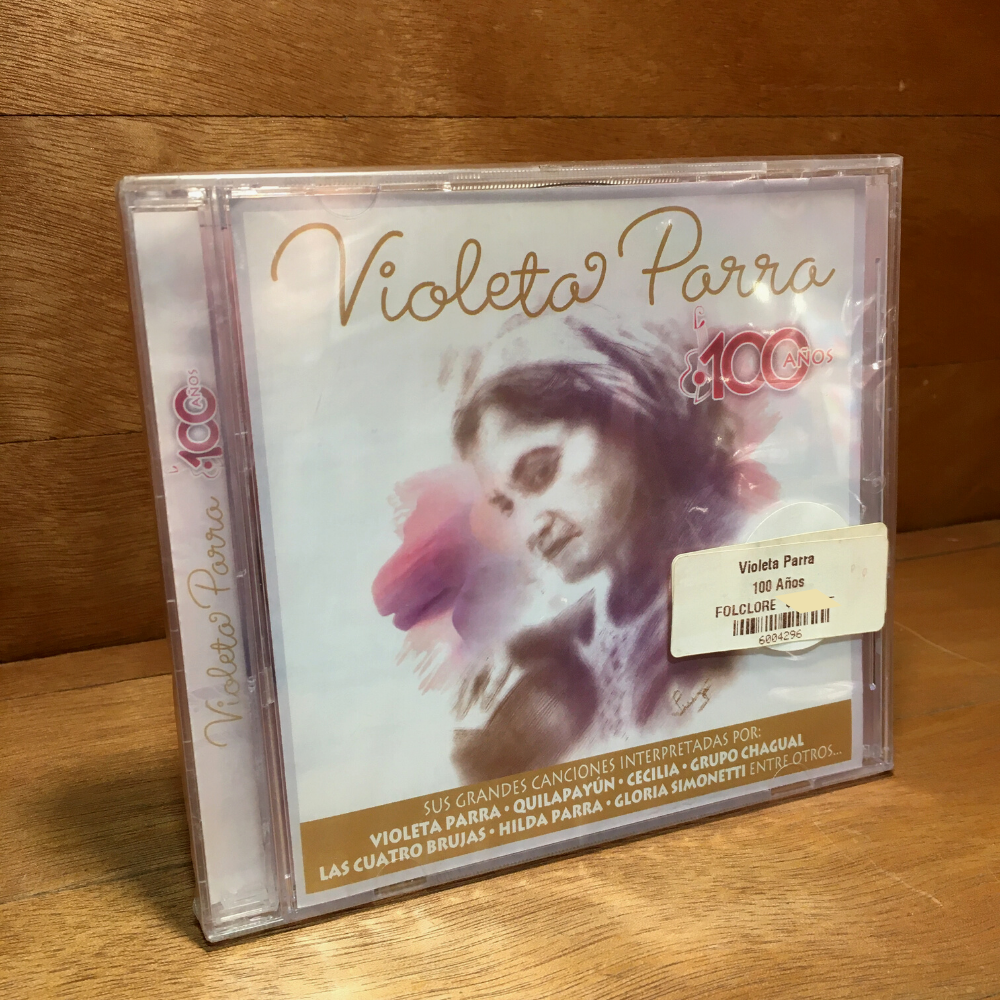 Violeta Parra
100 AÑOS
Violeta Parra
100 AÑOS
Violeta Parra
100 Años
FOLCLORE
6004296
SUS GRANDES CANCIONES INTERPRETADAS POR:
VIOLETA PARRA • QUILAPAYÚN • CECILIA • GRUPO CHAGUAL
LAS CUATRO BRUJAS • HILDA PARRA • GLORIA SIMONETTI ENTRE OTROS...